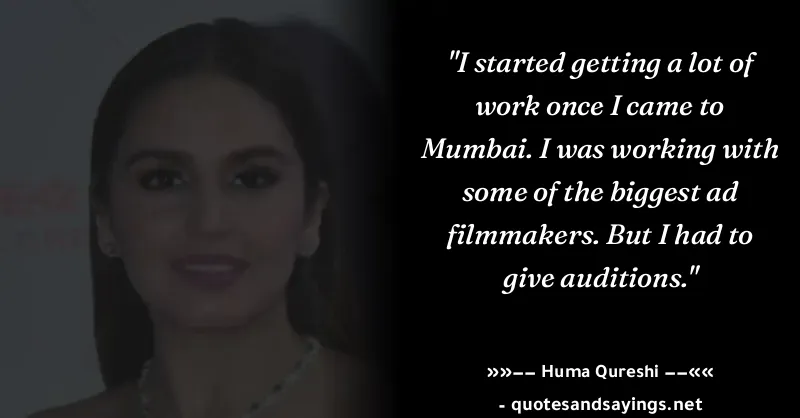 "I started getting a lot of
work once I came to
Mumbai. I was working with
some of the biggest ad
filmmakers. But I had to
give auditions."
»»−− Huma Qureshi −−««
- quotesandsayings.net